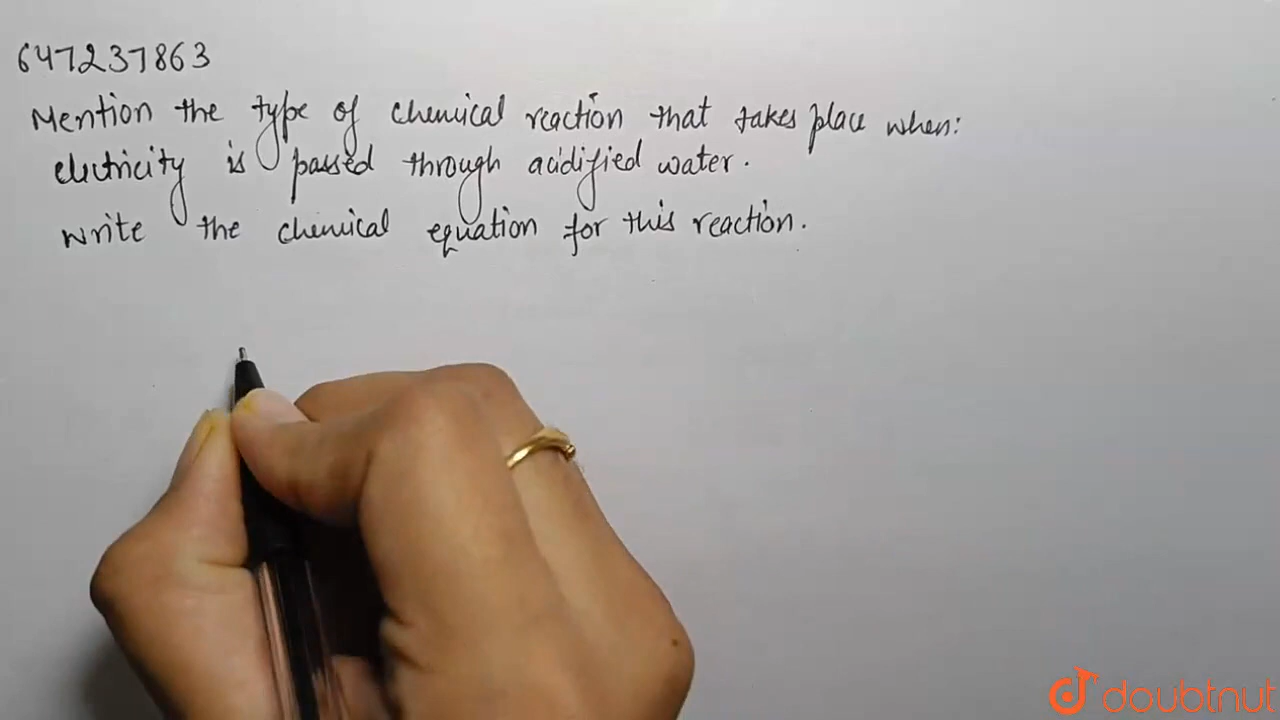 647237863
Mention the type of chemical reaction that takes place when:
electricity is passed through acidified water.
write the chemical equation for this reaction.
doubtnut